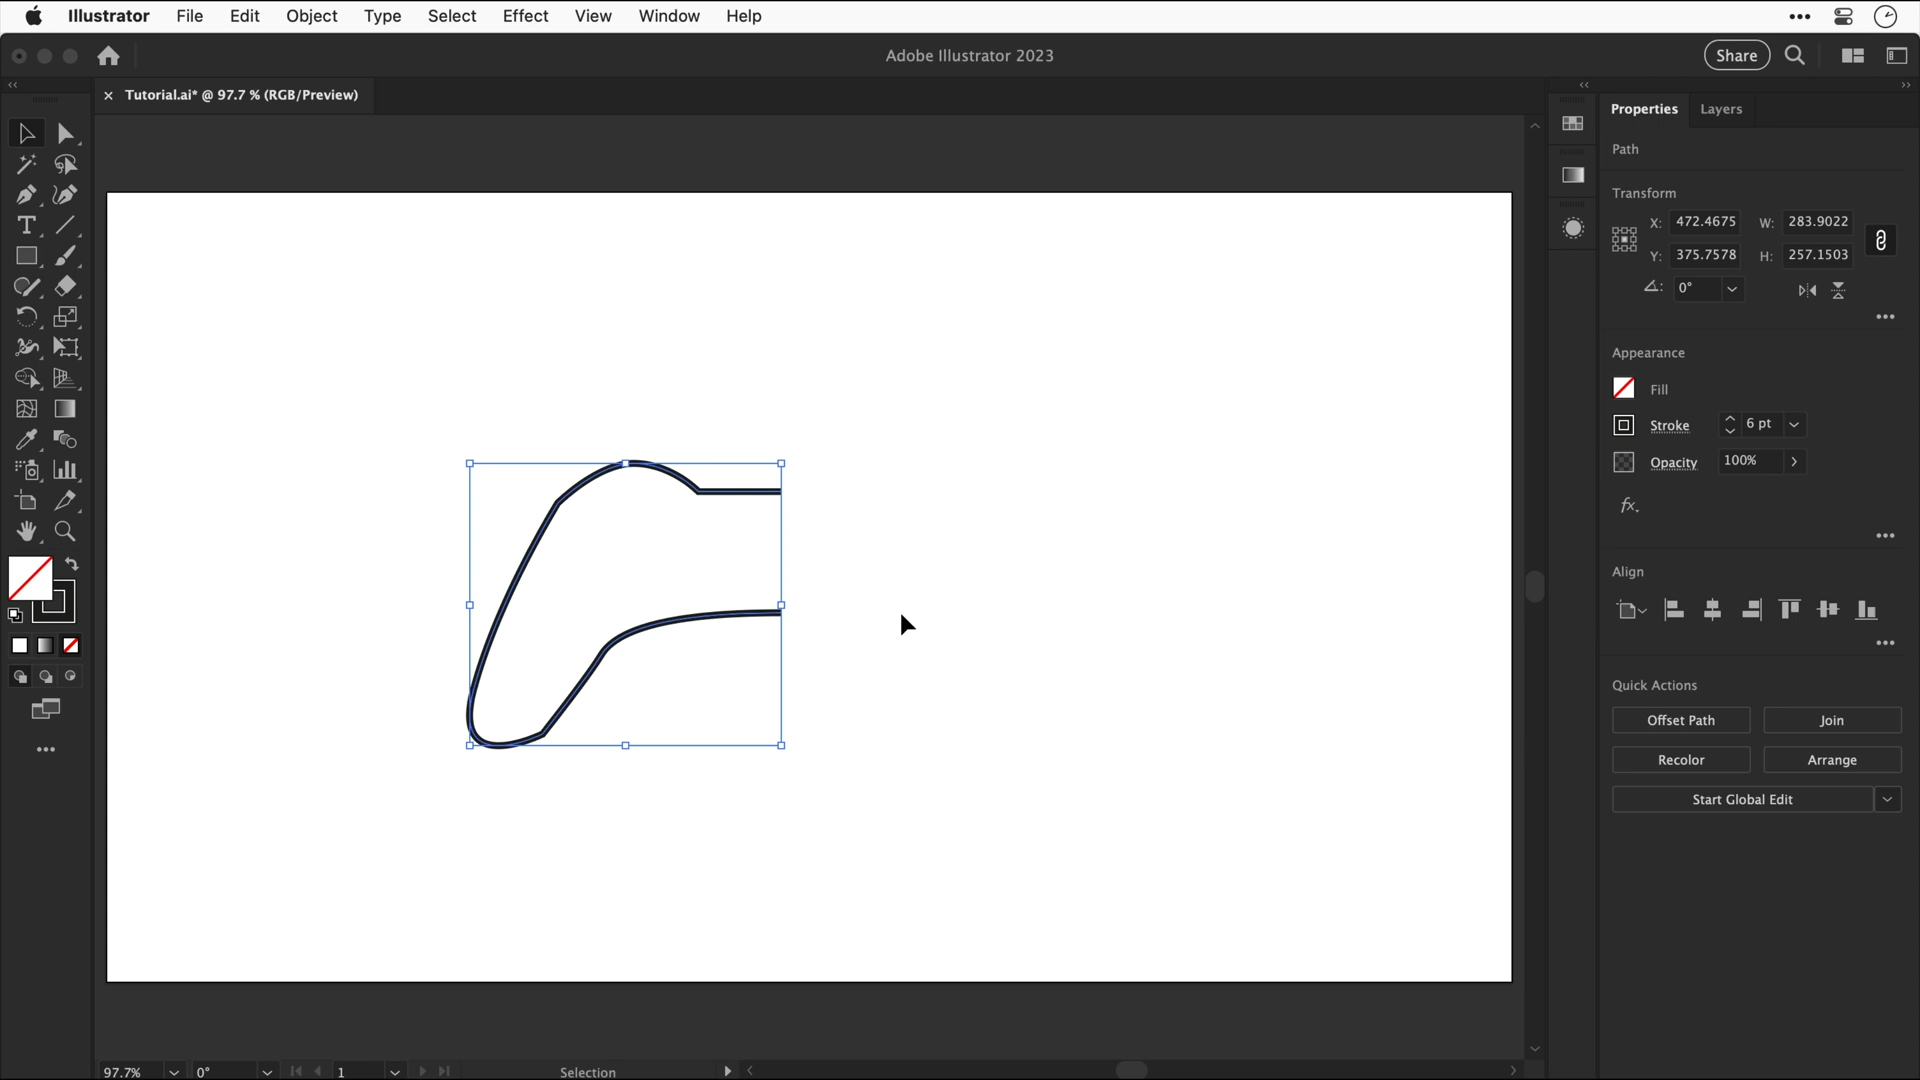 Illustrator File Edit Object Type Select Effect View Window Help
Adobe Illustrator 2023
Share
Tutorial.ai* @ 97.7 % (RGB/Preview)
Properties Layers
Path
Transform
X: 472.4675 W: 283.9022
Y: 375.7578 H: 257.1503
0°
Appearance
Fill
Stroke 6 pt
Opacity 100%
fx.
Align
Quick Actions
Offset Path Join
Recolor Arrange
Start Global Edit
97.7% 0° 1 Selection